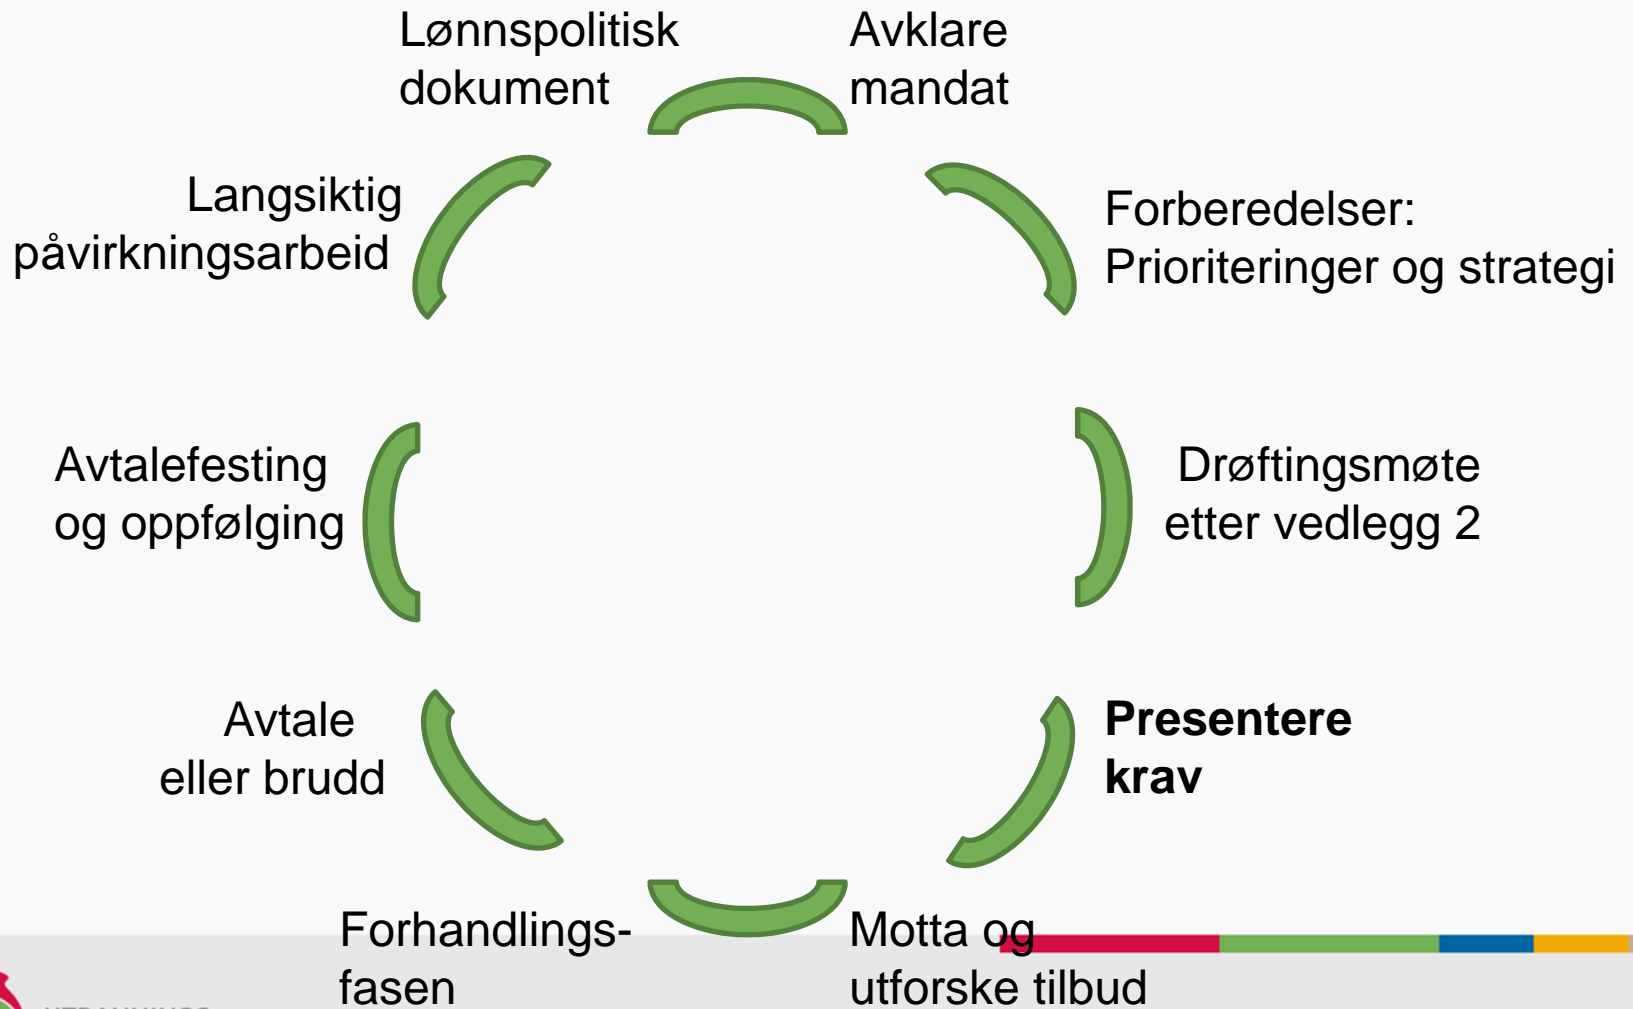 Lønnspolitisk
dokument
Avklare
mandat
Forberedelser:
Prioriteringer og strategi
Drøftingsmøte
etter vedlegg 2
Presentere
krav
Motta og
utforske tilbud
Forhandlings-
fasen
Avtale
eller brudd
Avtalefesting
og oppfølging
Langsiktig
påvirkningsarbeid